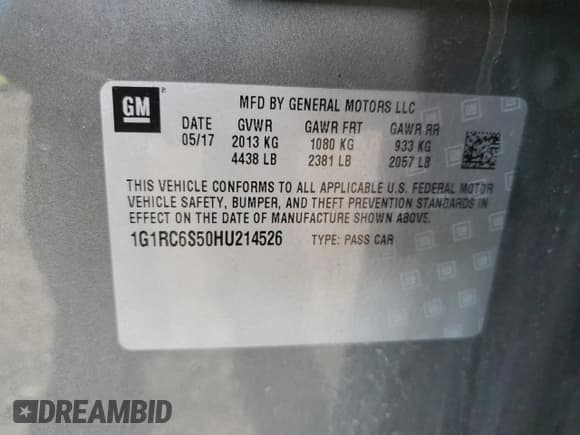 GM
MFD BY GENERAL MOTORS LLC
DATE GVWR GAWR FRT GAWR RR
05/17 2013 KG 1080 KG 933 KG
4438 LB 2381 LB 2057 LB
THIS VEHICLE CONFORMS TO ALL APPLICABLE U.S. FEDERAL MOTOR
VEHICLE SAFETY, BUMPER, AND THEFT PREVENTION STANDARDS IN
EFFECT ON THE DATE OF MANUFACTURE SHOWN ABOVE.
1G1RC6S50HU214526 TYPE: PASS CAR
DREAMBID